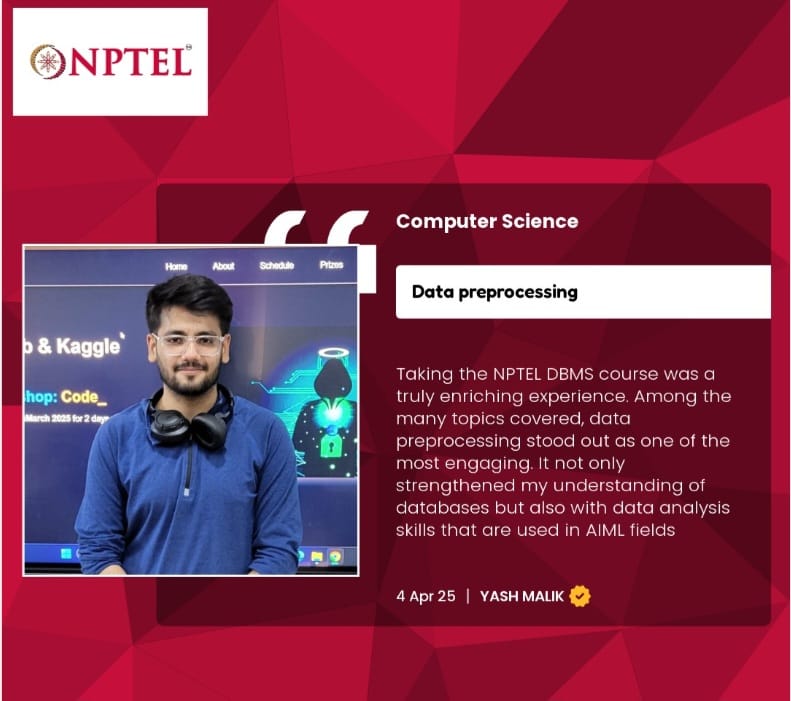 NPTEL
Computer Science
Data preprocessing
Home About Schedule Prizes
b & Kaggle
shop: Code_
March 2025 for 2 days
Taking the NPTEL DBMS course was a
truly enriching experience. Among the
many topics covered, data
preprocessing stood out as one of the
most engaging. It not only
strengthened my understanding of
databases but also with data analysis
skills that are used in AIML fields
4 Apr 25 | YASH MALIK